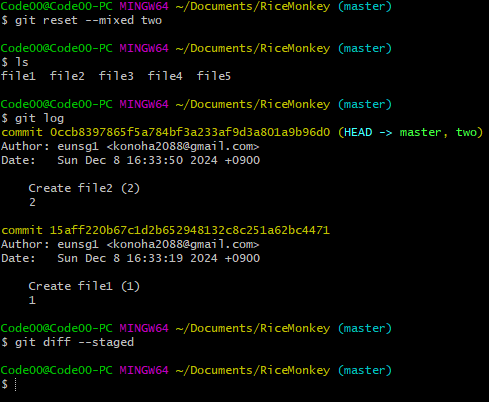 Code00@Code00-PC MINGW64 ~/Documents/RiceMonkey (master)
$ git reset --mixed two
Code00@Code00-PC MINGW64 ~/Documents/RiceMonkey (master)
$ ls
file1  file2  file3  file4  file5
Code00@Code00-PC MINGW64 ~/Documents/RiceMonkey (master)
$ git log
commit 0ccb8397865f5a784bf3a233af9d3a801a9b96d0 (HEAD -> master, two)
Author: eunsg1 <konoha2088@gmail.com>
Date:   Sun Dec 8 16:33:50 2024 +0900
    Create file2 (2)
    2
commit 15aff220b67c1d2b652948132c8c251a62bc4471
Author: eunsg1 <konoha2088@gmail.com>
Date:   Sun Dec 8 16:33:19 2024 +0900
    Create file1 (1)
    1
Code00@Code00-PC MINGW64 ~/Documents/RiceMonkey (master)
$ git diff --staged
Code00@Code00-PC MINGW64 ~/Documents/RiceMonkey (master)
$